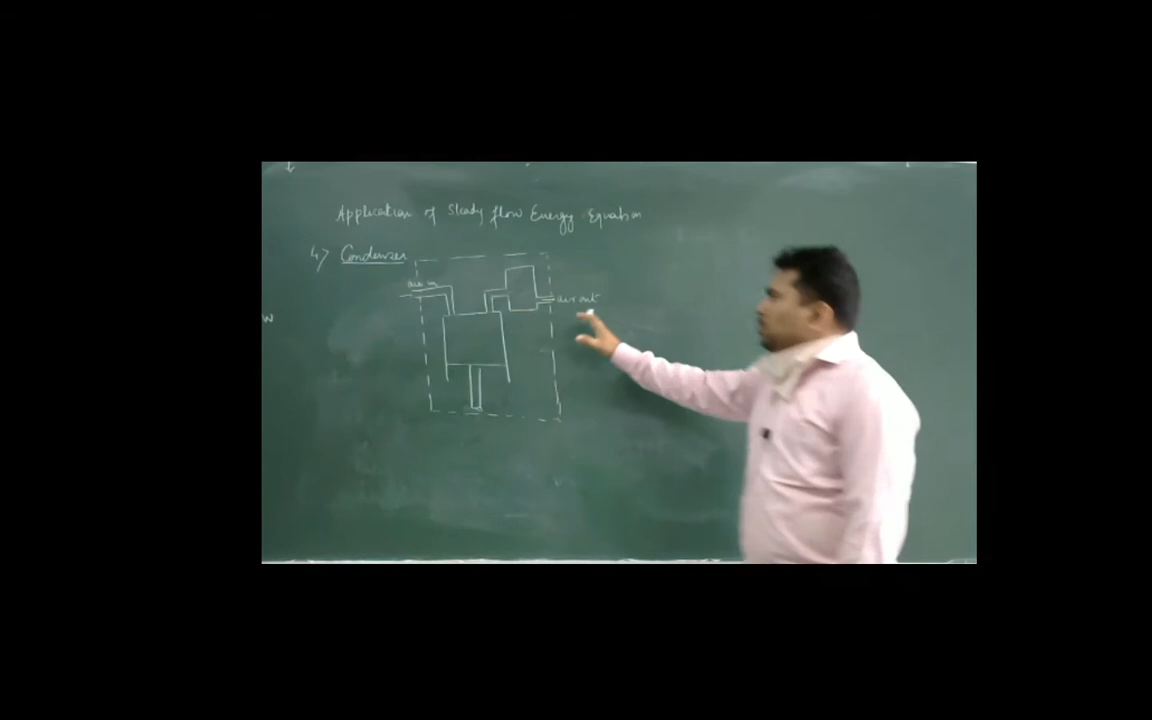 Application of Steady flow Energy Equation
4) Condenser
air in
air out
w